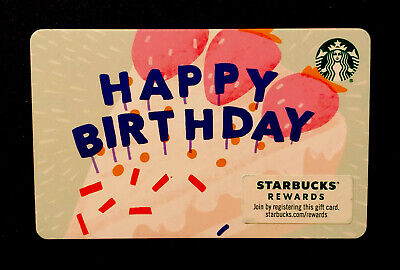 HAPPY
BIRTHDAY
STARBUCKS®
REWARDS
Join by registering this gift card.
starbucks.com/rewards